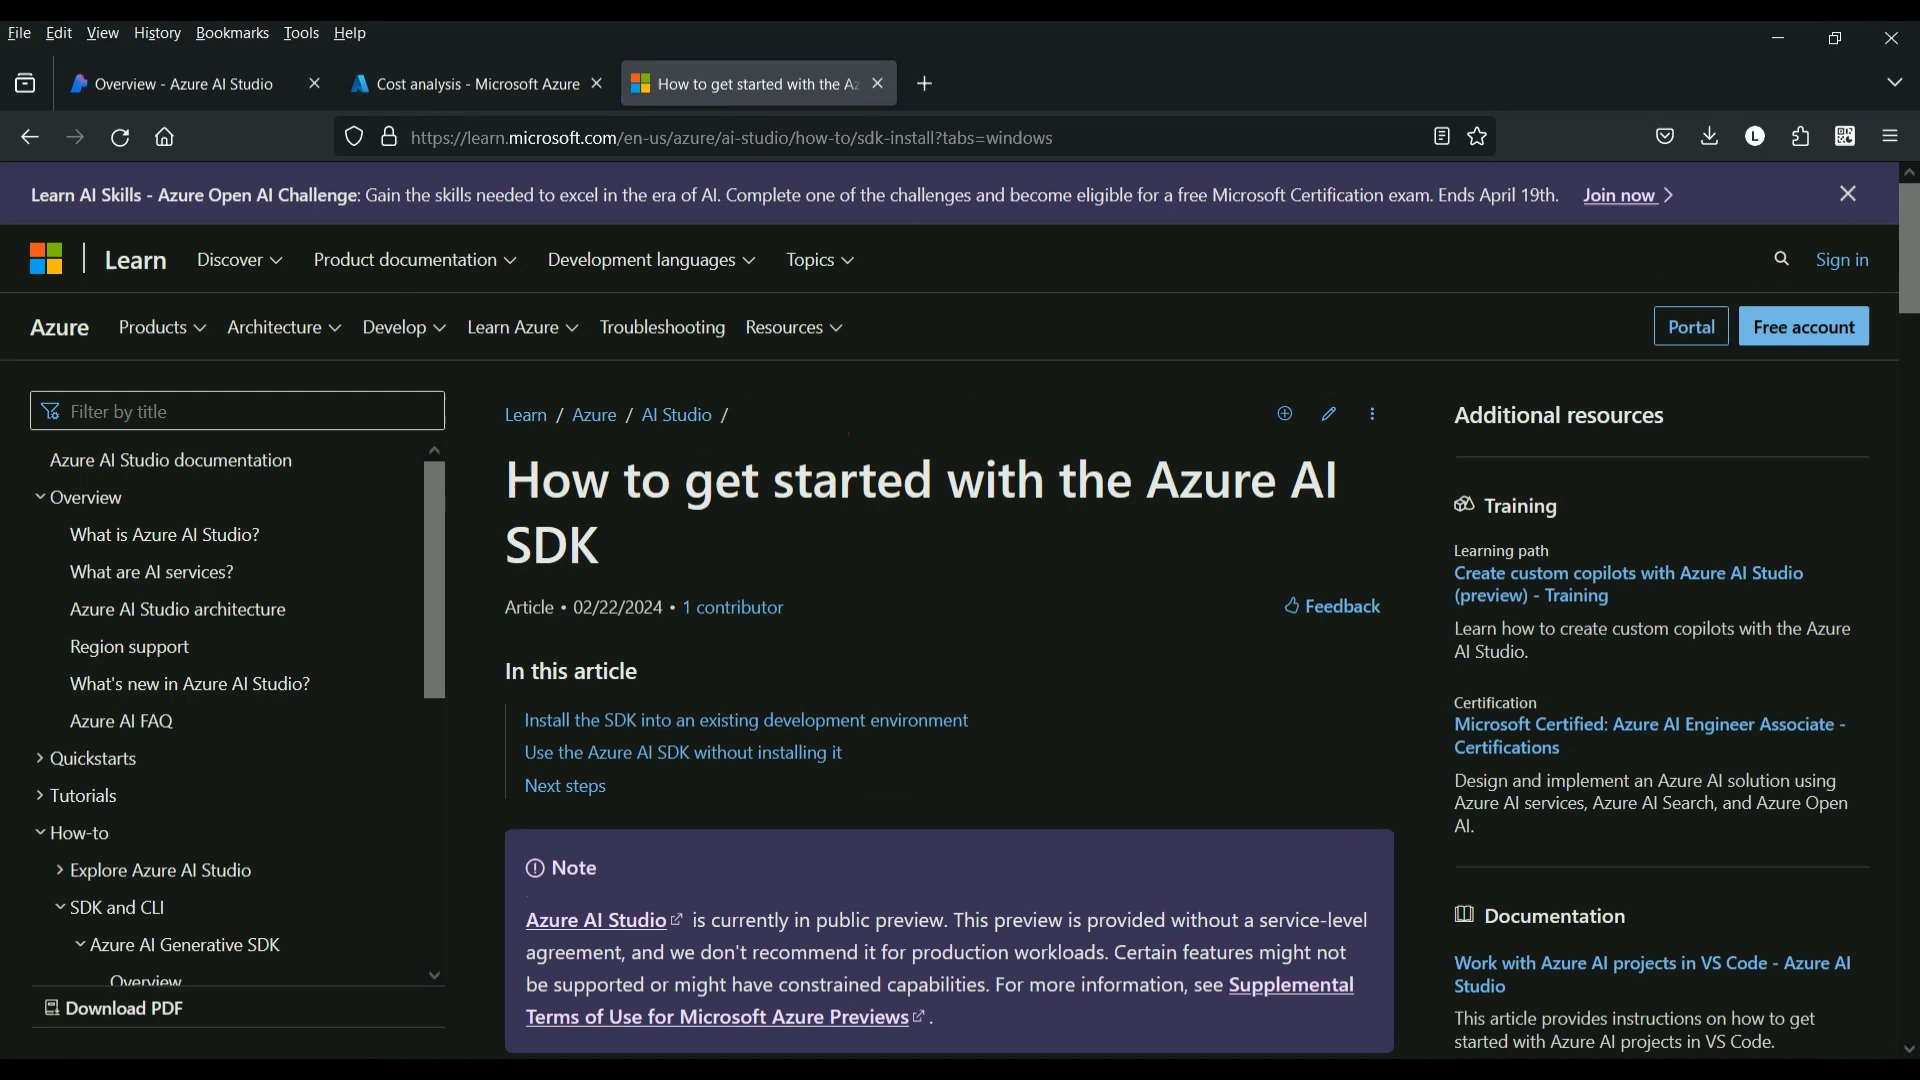 File Edit View History Bookmarks Tools Help
Overview - Azure AI Studio
Cost analysis - Microsoft Azure
How to get started with the Az
https://learn.microsoft.com/en-us/azure/ai-studio/how-to/sdk-install?tabs=windows
L
Learn AI Skills - Azure Open AI Challenge: Gain the skills needed to excel in the era of AI. Complete one of the challenges and become eligible for a free Microsoft Certification exam. Ends April 19th. Join now
Learn Discover Product documentation Development languages Topics Sign in
Azure Products Architecture Develop Learn Azure Troubleshooting Resources Portal Free account
Filter by title
Azure AI Studio documentation
Overview
What is Azure AI Studio?
What are AI services?
Azure AI Studio architecture
Region support
What's new in Azure AI Studio?
Azure AI FAQ
Quickstarts
Tutorials
How-to
Explore Azure AI Studio
SDK and CLI
Azure AI Generative SDK
Overview
Download PDF
Learn / Azure / AI Studio /
How to get started with the Azure AI
SDK
Article • 02/22/2024 • 1 contributor
Feedback
In this article
Install the SDK into an existing development environment
Use the Azure AI SDK without installing it
Next steps
Note
Azure AI Studio is currently in public preview. This preview is provided without a service-level
agreement, and we don't recommend it for production workloads. Certain features might not
be supported or might have constrained capabilities. For more information, see Supplemental
Terms of Use for Microsoft Azure Previews .
Additional resources
Training
Learning path
Create custom copilots with Azure AI Studio
(preview) - Training
Learn how to create custom copilots with the Azure
AI Studio.
Certification
Microsoft Certified: Azure AI Engineer Associate -
Certifications
Design and implement an Azure AI solution using
Azure AI services, Azure AI Search, and Azure Open
AI.
Documentation
Work with Azure AI projects in VS Code - Azure AI
Studio
This article provides instructions on how to get
started with Azure AI projects in VS Code.